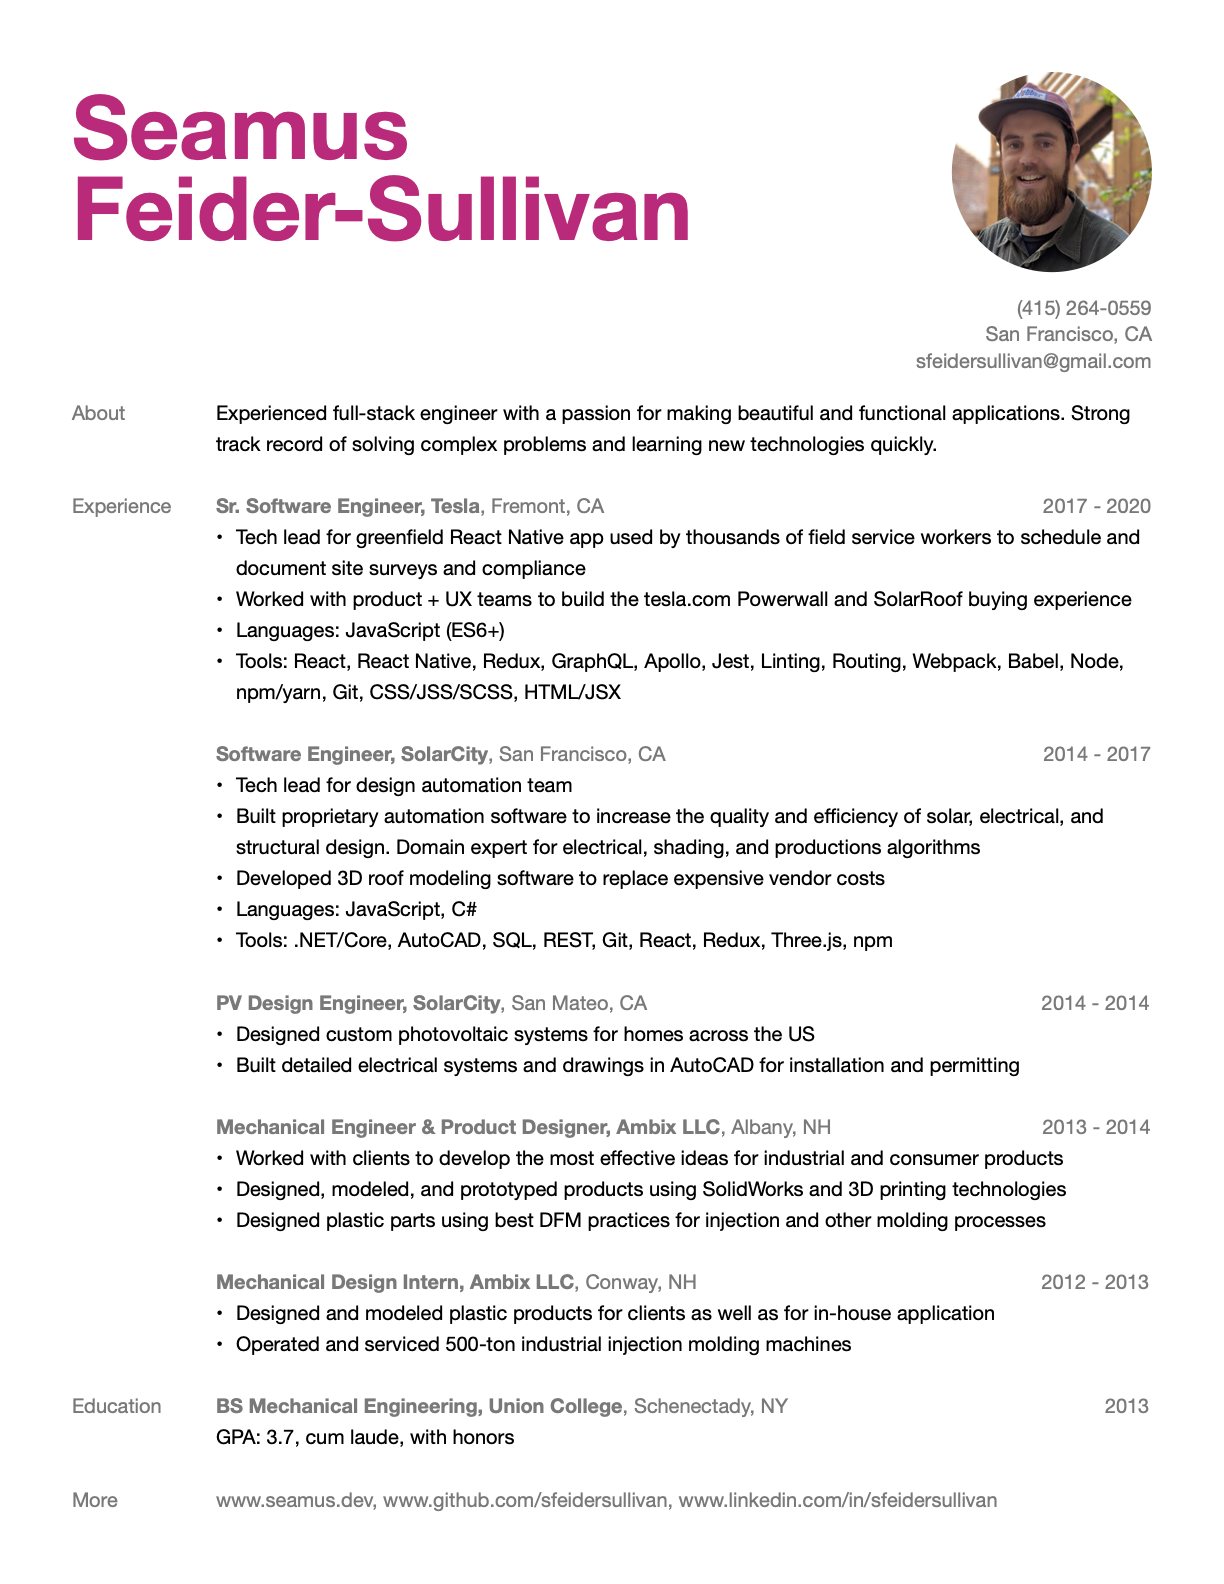 Seamus
Feider-Sullivan
(415) 264-0559
San Francisco, CA
sfeidersullivan@gmail.com
About
Experienced full-stack engineer with a passion for making beautiful and functional applications. Strong
track record of solving complex problems and learning new technologies quickly.
Experience
Sr. Software Engineer, Tesla, Fremont, CA 2017 - 2020
• Tech lead for greenfield React Native app used by thousands of field service workers to schedule and
document site surveys and compliance
• Worked with product + UX teams to build the tesla.com Powerwall and SolarRoof buying experience
• Languages: JavaScript (ES6+)
• Tools: React, React Native, Redux, GraphQL, Apollo, Jest, Linting, Routing, Webpack, Babel, Node,
npm/yarn, Git, CSS/JSS/SCSS, HTML/JSX
Software Engineer, SolarCity, San Francisco, CA 2014 - 2017
• Tech lead for design automation team
• Built proprietary automation software to increase the quality and efficiency of solar, electrical, and
structural design. Domain expert for electrical, shading, and productions algorithms
• Developed 3D roof modeling software to replace expensive vendor costs
• Languages: JavaScript, C#
• Tools: .NET/Core, AutoCAD, SQL, REST, Git, React, Redux, Three.js, npm
PV Design Engineer, SolarCity, San Mateo, CA 2014 - 2014
• Designed custom photovoltaic systems for homes across the US
• Built detailed electrical systems and drawings in AutoCAD for installation and permitting
Mechanical Engineer & Product Designer, Ambix LLC, Albany, NH 2013 - 2014
• Worked with clients to develop the most effective ideas for industrial and consumer products
• Designed, modeled, and prototyped products using SolidWorks and 3D printing technologies
• Designed plastic parts using best DFM practices for injection and other molding processes
Mechanical Design Intern, Ambix LLC, Conway, NH 2012 - 2013
• Designed and modeled plastic products for clients as well as for in-house application
• Operated and serviced 500-ton industrial injection molding machines
Education
BS Mechanical Engineering, Union College, Schenectady, NY 2013
GPA: 3.7, cum laude, with honors
More
www.seamus.dev, www.github.com/sfeidersullivan, www.linkedin.com/in/sfeidersullivan